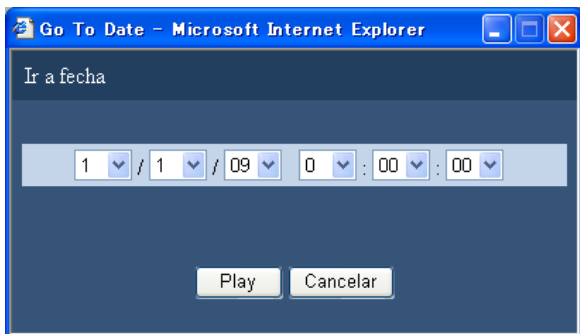 Go To Date - Microsoft Internet Explorer
Ir a fecha
1 / 1 / 09 0 : 00 : 00
Play Cancelar